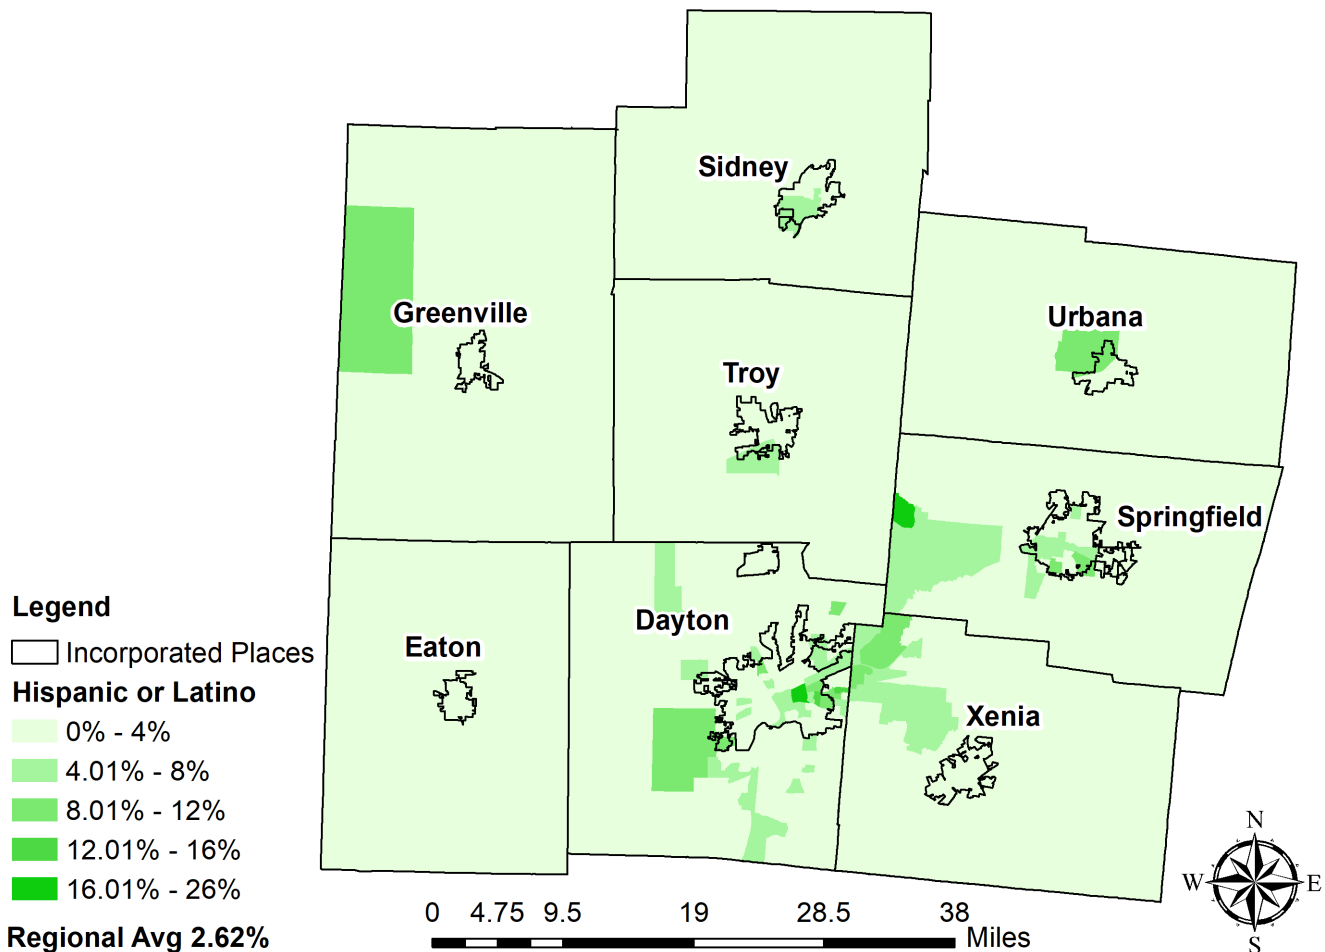 Sidney
Greenville
Urbana
Troy
Springfield
Dayton
Eaton
Xenia
Legend
Incorporated Places
Hispanic or Latino
0% - 4%
4.01% - 8%
8.01% - 12%
12.01% - 16%
16.01% - 26%
Regional Avg 2.62%
0 4.75 9.5 19 28.5 38
Miles
N
W E
S